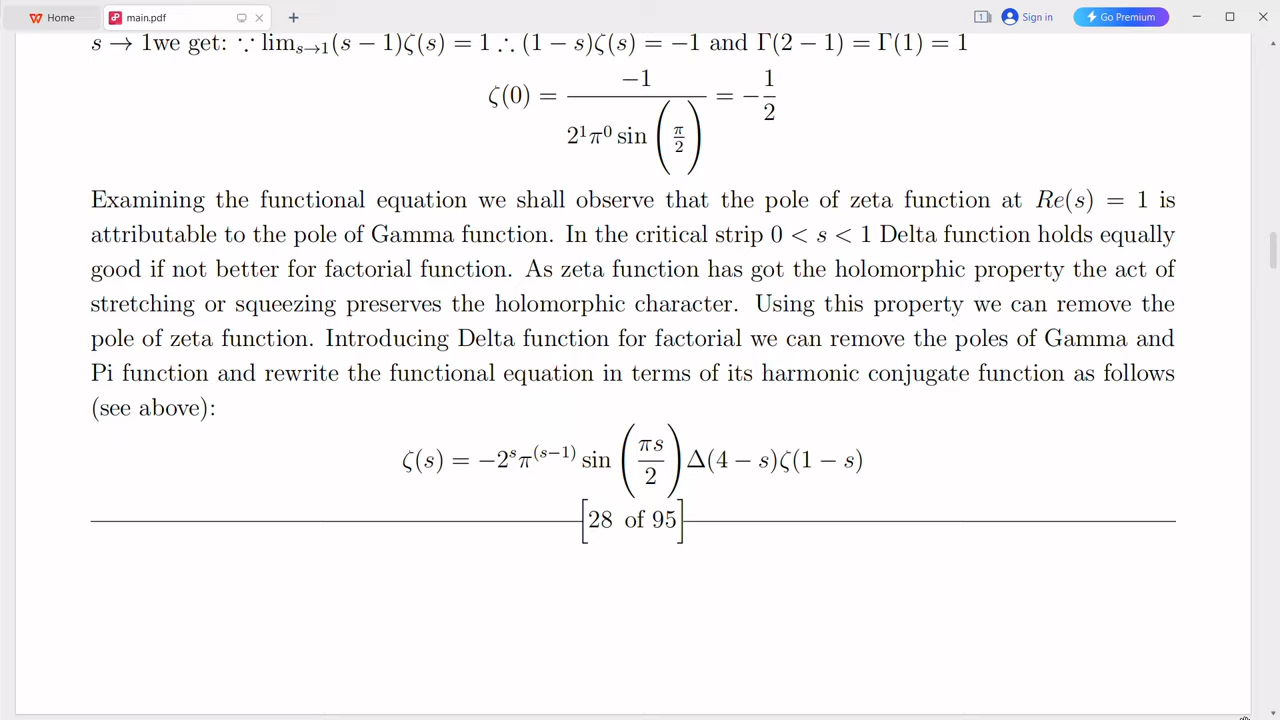 Home
main.pdf
Sign in
Go Premium
s → 1we get: ∵ lim_{s→1}(s − 1)ζ(s) = 1 ∴ (1 − s)ζ(s) = −1 and Γ(2 − 1) = Γ(1) = 1
ζ(0) = \frac{−1}{2^1π^0 sin(\frac{π}{2})} = −\frac{1}{2}
Examining the functional equation we shall observe that the pole of zeta function at Re(s) = 1 is
attributable to the pole of Gamma function. In the critical strip 0 < s < 1 Delta function holds equally
good if not better for factorial function. As zeta function has got the holomorphic property the act of
stretching or squeezing preserves the holomorphic character. Using this property we can remove the
pole of zeta function. Introducing Delta function for factorial we can remove the poles of Gamma and
Pi function and rewrite the functional equation in terms of its harmonic conjugate function as follows
(see above):
ζ(s) = −2^sπ^{(s−1)} sin(\frac{πs}{2})Δ(4 − s)ζ(1 − s)
[28 of 95]